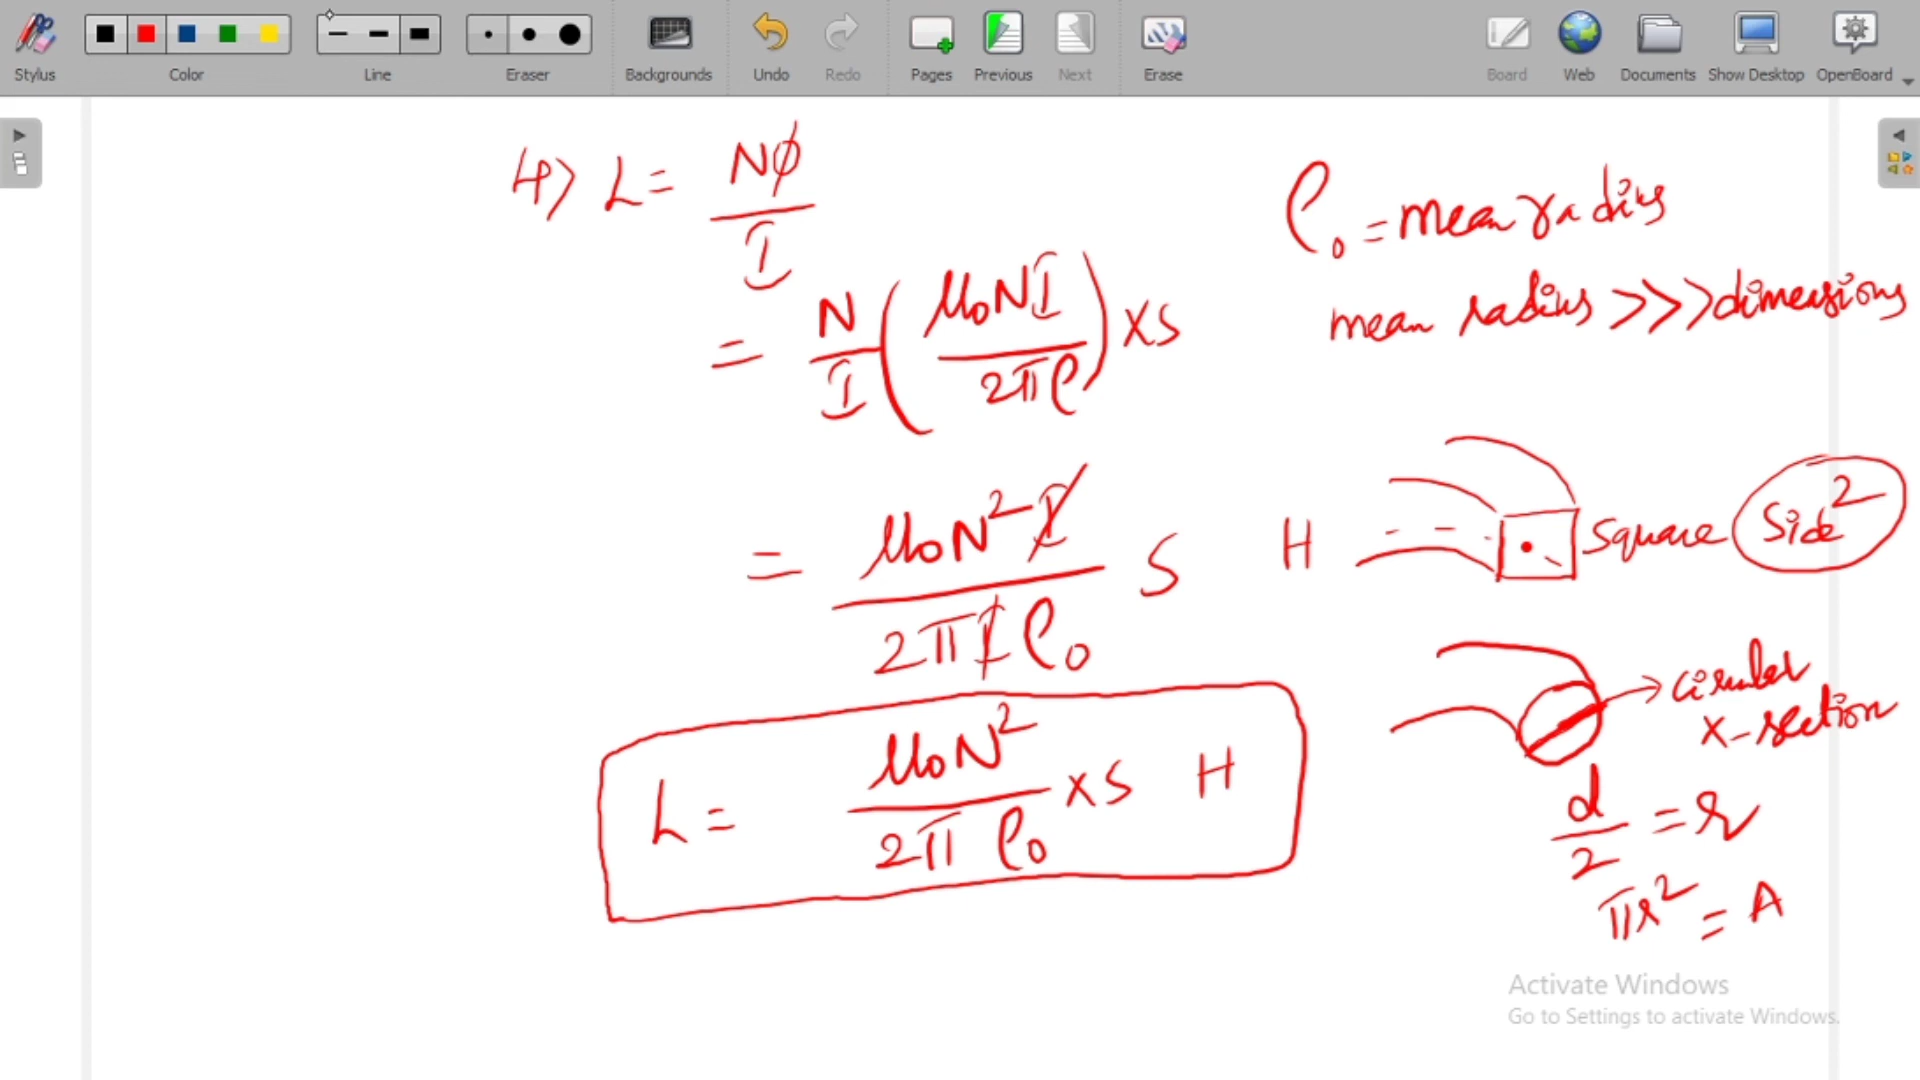 Stylus Color Line Eraser Backgrounds Undo Redo Pages Previous Next Erase Board Web Documents Show Desktop OpenBoard
4) L = Nφ / I
= N/I (μ₀NI / 2πρ) × S
= μ₀N²I / 2πIρ₀ S H
L = μ₀N² / 2π ρ₀ × S H
ρ₀ = mean radius
mean radius >>> dimensions
Square Side²
→ circular
x-section
d/2 = r
πr² = A
Activate Windows
Go to Settings to activate Windows.